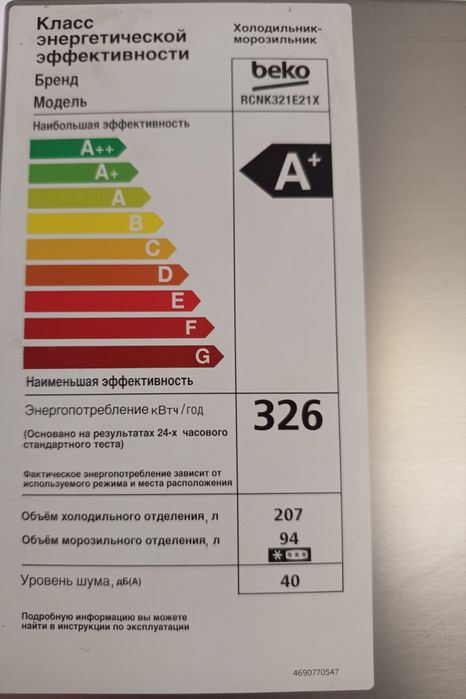 Класс
энергетической
эффективности
Холодильник-
морозильник
Бренд
beko
Модель
RCNK321E21X
Наибольшая эффективность
A++
A+
A
B
C
D
E
F
G
A+
Наименьшая эффективность
Энергопотребление кВтч/год
326
(Основано на результатах 24-х часового
стандартного теста)
Фактическое энергопотребление зависит от
используемого режима и места расположения
Объём холодильного отделения, л
207
Объём морозильного отделения, л
94
* ***
Уровень шума, дБ(А)
40
Подробную информацию вы можете
найти в инструкции по эксплуатации
4690770547